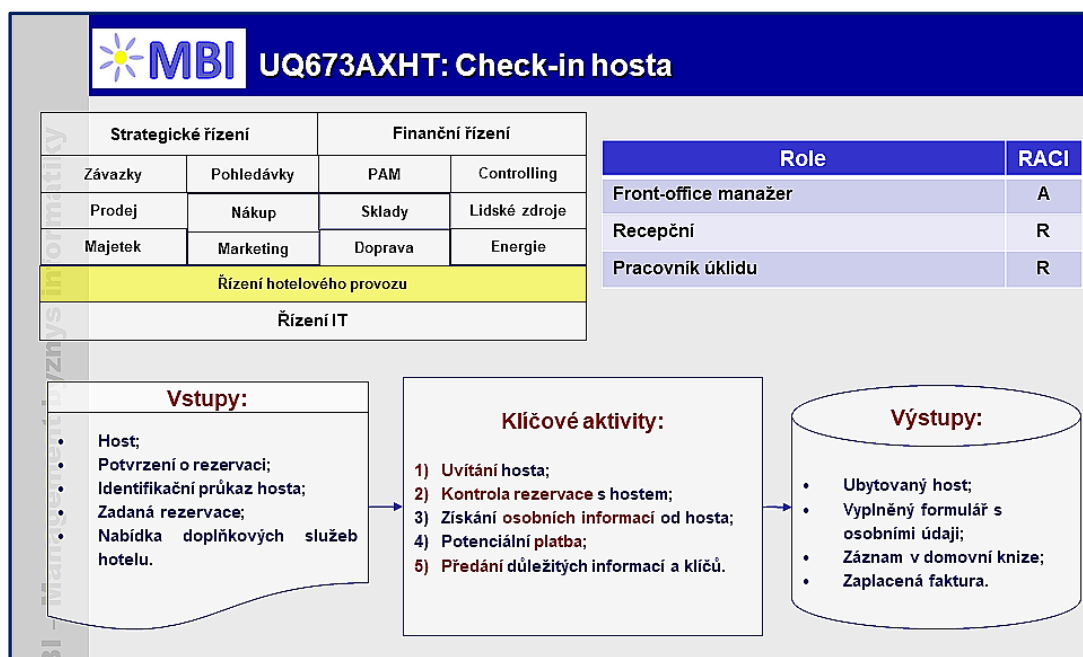 MBI UQ673AXHT: Check-in hosta
Strategické řízení Finanční řízení
Závazky Pohledávky PAM Controlling
Prodej Nákup Sklady Lidské zdroje
Majetek Marketing Doprava Energie
Řízení hotelového provozu
Řízení IT
Role RACI
Front-office manažer A
Recepční R
Pracovník úklidu R
Vstupy:
• Host;
• Potvrzení o rezervaci;
• Identifikační průkaz hosta;
• Zadaná rezervace;
• Nabídka doplňkových služeb
hotelu.
Klíčové aktivity:
1) Uvítání hosta;
2) Kontrola rezervace s hostem;
3) Získání osobních informací od hosta;
4) Potenciální platba;
5) Předání důležitých informací a klíčů.
Výstupy:
• Ubytovaný host;
• Vyplněný formulář s
osobními údaji;
• Záznam v domovní knize;
• Zaplacená faktura.